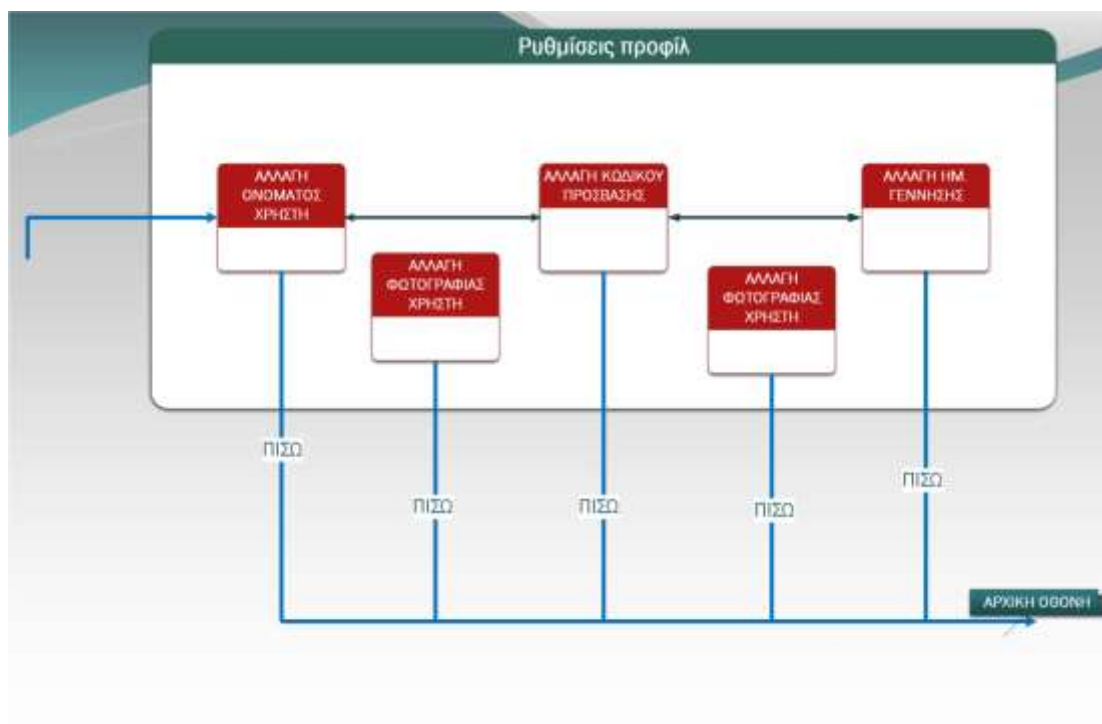 Ρυθμίσεις προφίλ
ΑΛΛΑΓΗ
ΟΝΟΜΑΤΟΣ
ΧΡΗΣΤΗ
ΑΛΛΑΓΗ ΚΩΔΙΚΟΥ
ΠΡΟΣΒΑΣΗΣ
ΑΛΛΑΓΗ ΗΜ.
ΓΕΝΝΗΣΗΣ
ΑΛΛΑΓΗ
ΦΩΤΟΓΡΑΦΙΑΣ
ΧΡΗΣΤΗ
ΑΛΛΑΓΗ
ΦΩΤΟΓΡΑΦΙΑΣ
ΧΡΗΣΤΗ
ΠΙΣΩ
ΠΙΣΩ
ΠΙΣΩ
ΠΙΣΩ
ΠΙΣΩ
ΑΡΧΙΚΗ ΟΘΟΝΗ